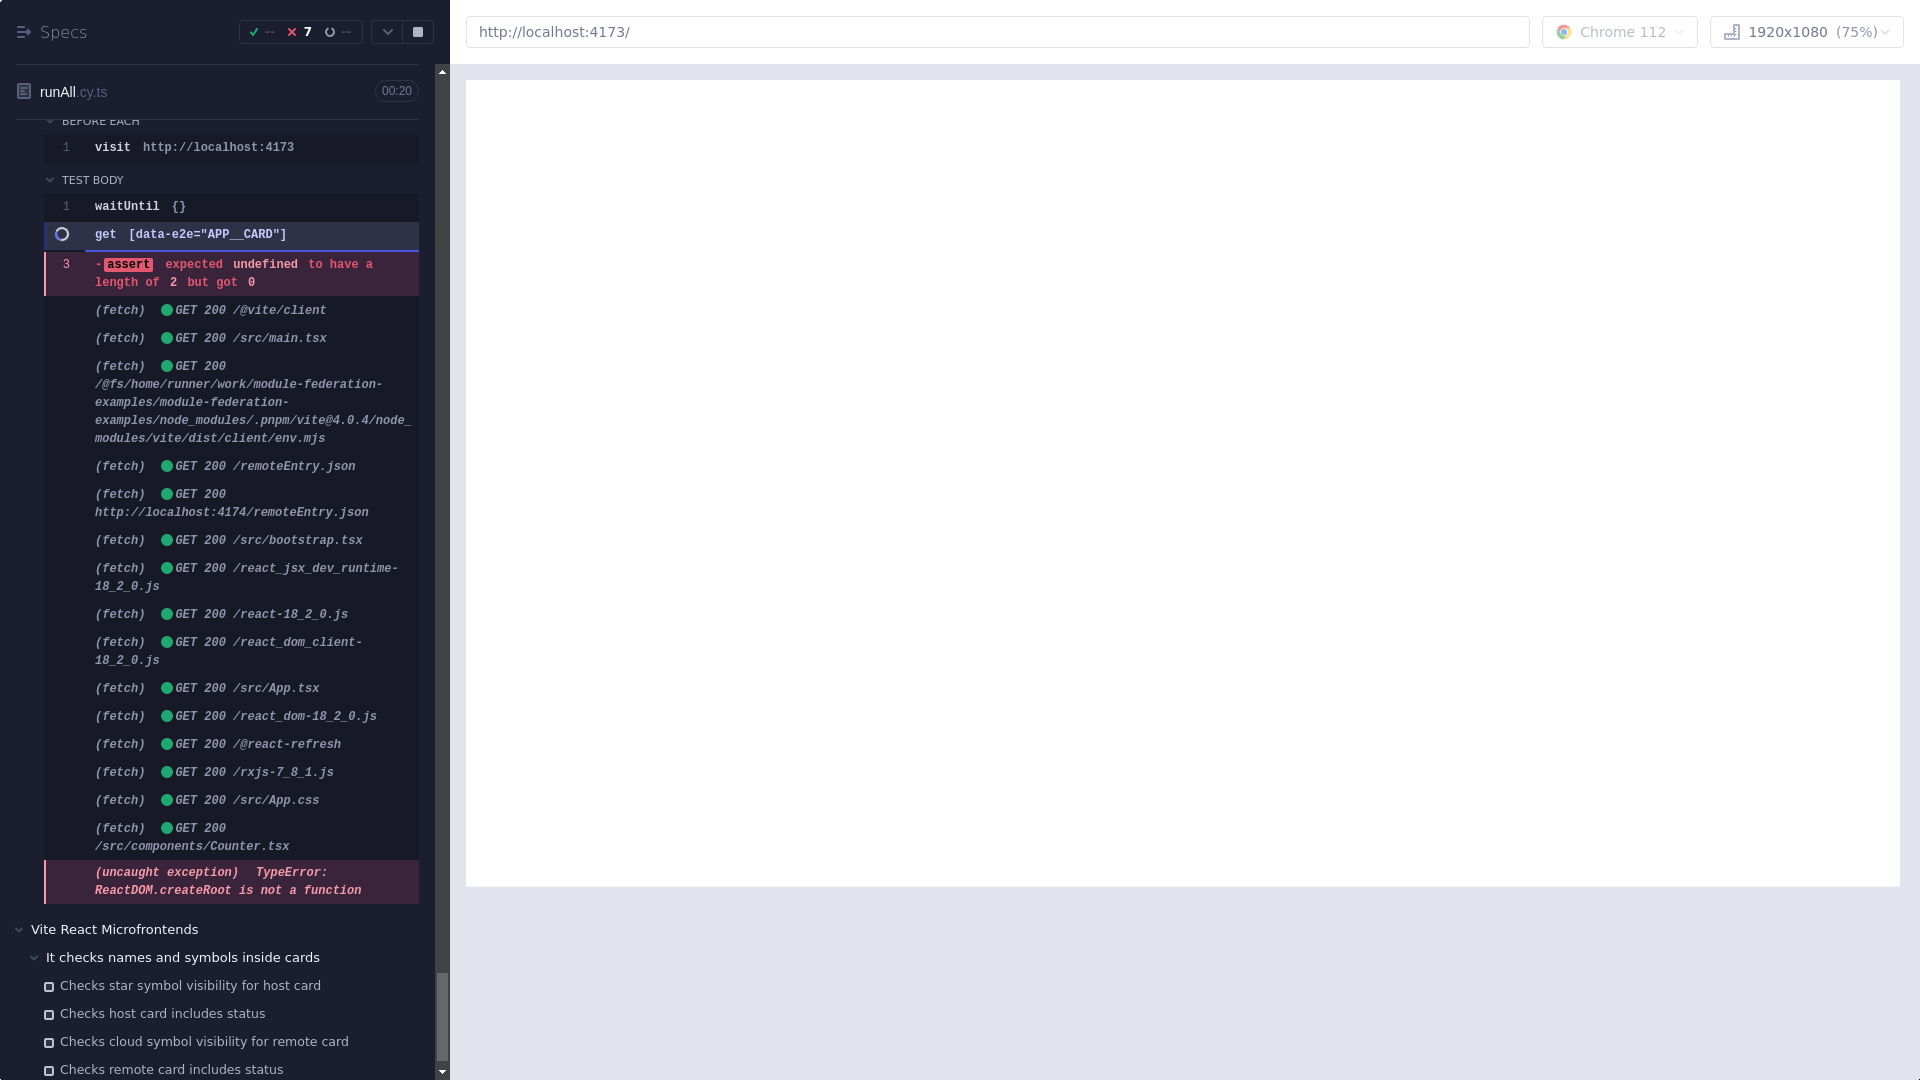 Specs
-- 7 --
http://localhost:4173/
Chrome 112
1920x1080 (75%)
runAll.cy.ts
00:20
BEFORE EACH
1 visit http://localhost:4173
TEST BODY
1 waitUntil {}
get [data-e2e="APP__CARD"]
3 -assert expected undefined to have a
length of 2 but got 0
(fetch) GET 200 /@vite/client
(fetch) GET 200 /src/main.tsx
(fetch) GET 200
/@fs/home/runner/work/module-federation-
examples/module-federation-
examples/node_modules/.pnpm/vite@4.0.4/node_
modules/vite/dist/client/env.mjs
(fetch) GET 200 /remoteEntry.json
(fetch) GET 200
http://localhost:4174/remoteEntry.json
(fetch) GET 200 /src/bootstrap.tsx
(fetch) GET 200 /react_jsx_dev_runtime-
18_2_0.js
(fetch) GET 200 /react-18_2_0.js
(fetch) GET 200 /react_dom_client-
18_2_0.js
(fetch) GET 200 /src/App.tsx
(fetch) GET 200 /react_dom-18_2_0.js
(fetch) GET 200 /@react-refresh
(fetch) GET 200 /rxjs-7_8_1.js
(fetch) GET 200 /src/App.css
(fetch) GET 200
/src/components/Counter.tsx
(uncaught exception) TypeError:
ReactDOM.createRoot is not a function
Vite React Microfrontends
It checks names and symbols inside cards
Checks star symbol visibility for host card
Checks host card includes status
Checks cloud symbol visibility for remote card
Checks remote card includes status